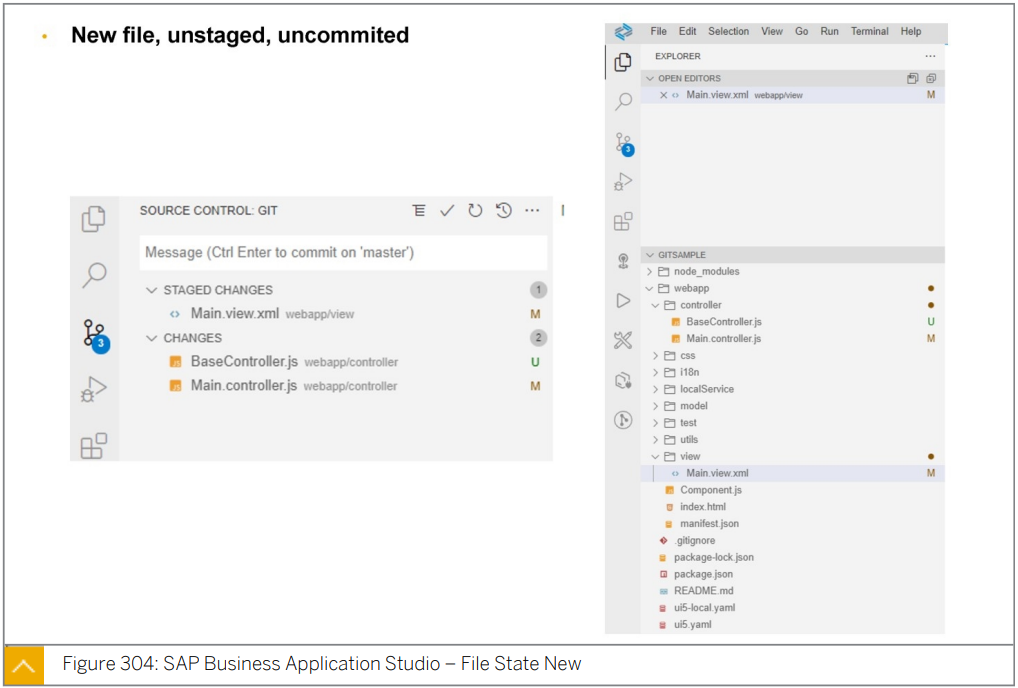 • New file, unstaged, uncommited
SOURCE CONTROL: GIT
Message (Ctrl Enter to commit on 'master')
STAGED CHANGES 1
Main.view.xml webapp/view M
3
CHANGES 2
BaseController.js webapp/controller U
Main.controller.js webapp/controller M
File Edit Selection View Go Run Terminal Help
EXPLORER
OPEN EDITORS
Main.view.xml webapp/view M
3
GITSAMPLE
node_modules
webapp
controller
BaseController.js U
Main.controller.js M
css
i18n
localService
model
test
utils
view
Main.view.xml M
Component.js
index.html
manifest.json
.gitignore
package-lock.json
package.json
README.md
ui5-local.yaml
ui5.yaml
Figure 304: SAP Business Application Studio – File State New